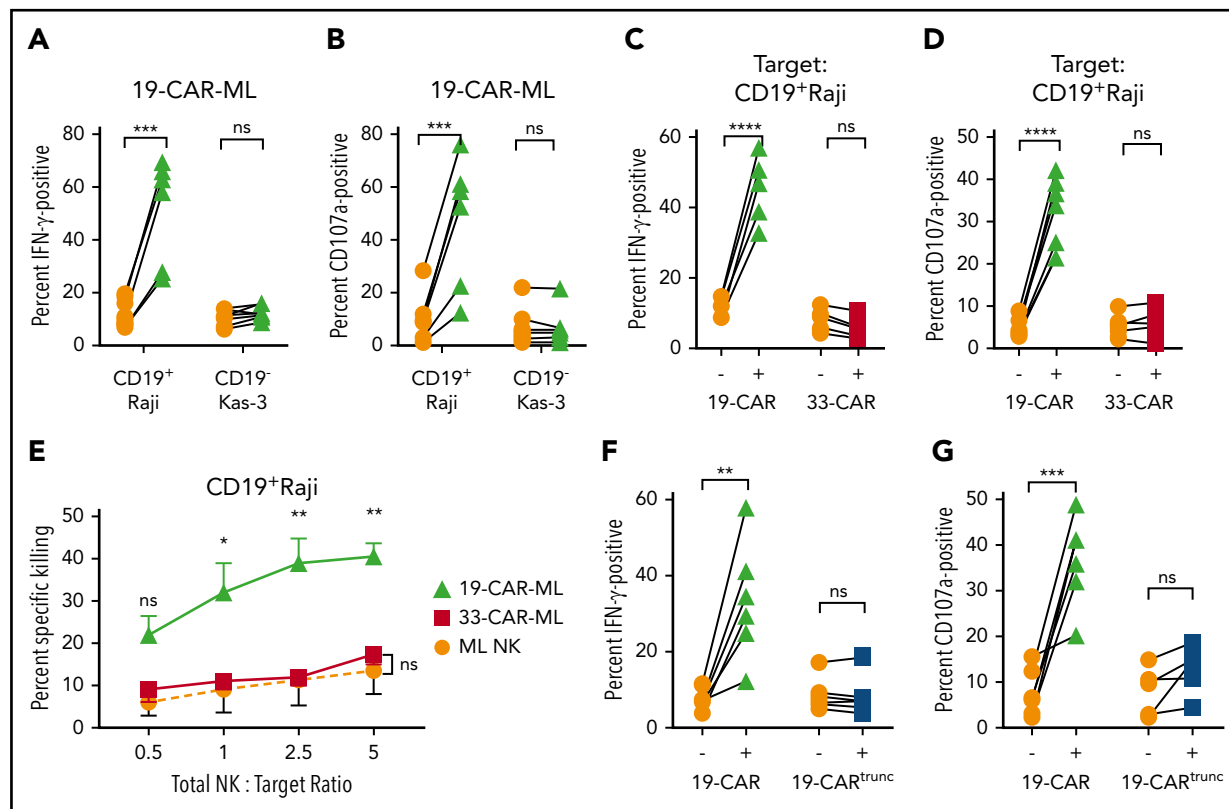 A
19-CAR-ML
Percent IFN-γ-positive
80
60
40
20
0
***
ns
CD19+
Raji
CD19-
Kas-3
B
19-CAR-ML
Percent CD107a-positive
80
60
40
20
0
***
ns
CD19+
Raji
CD19-
Kas-3
C
Target:
CD19+Raji
Percent IFN-γ-positive
60
40
20
0
****
ns
- + - +
19-CAR 33-CAR
D
Target:
CD19+Raji
Percent CD107a-positive
50
40
30
20
10
0
****
ns
- + - +
19-CAR 33-CAR
E
CD19+Raji
Percent specific killing
50
40
30
20
10
0
ns * ** **
ns
0.5 1 2.5 5
Total NK : Target Ratio
19-CAR-ML
33-CAR-ML
ML NK
F
Percent IFN-γ-positive
60
40
20
0
**
ns
- + - +
19-CAR 19-CARtrunc
G
Percent CD107a-positive
50
40
30
20
10
0
***
ns
- + - +
19-CAR 19-CARtrunc